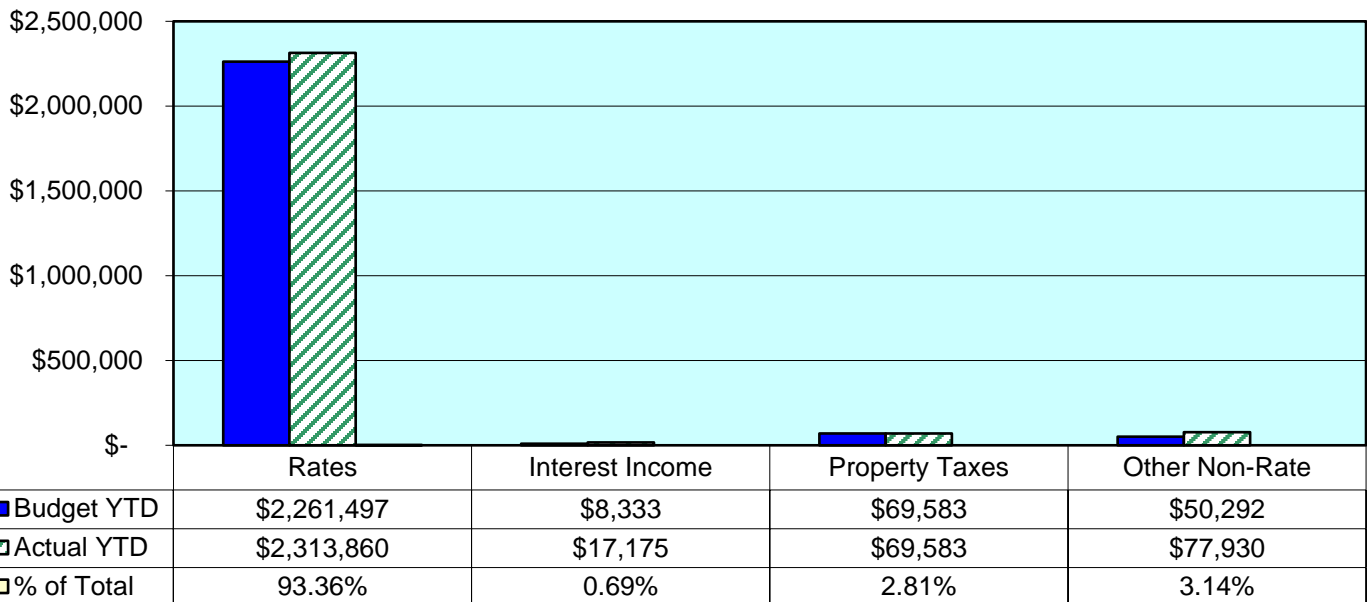 $2,500,000
$2,000,000
$1,500,000
$1,000,000
$500,000
$-
Rates Interest Income Property Taxes Other Non-Rate
Budget YTD $2,261,497 $8,333 $69,583 $50,292
Actual YTD $2,313,860 $17,175 $69,583 $77,930
% of Total 93.36% 0.69% 2.81% 3.14%